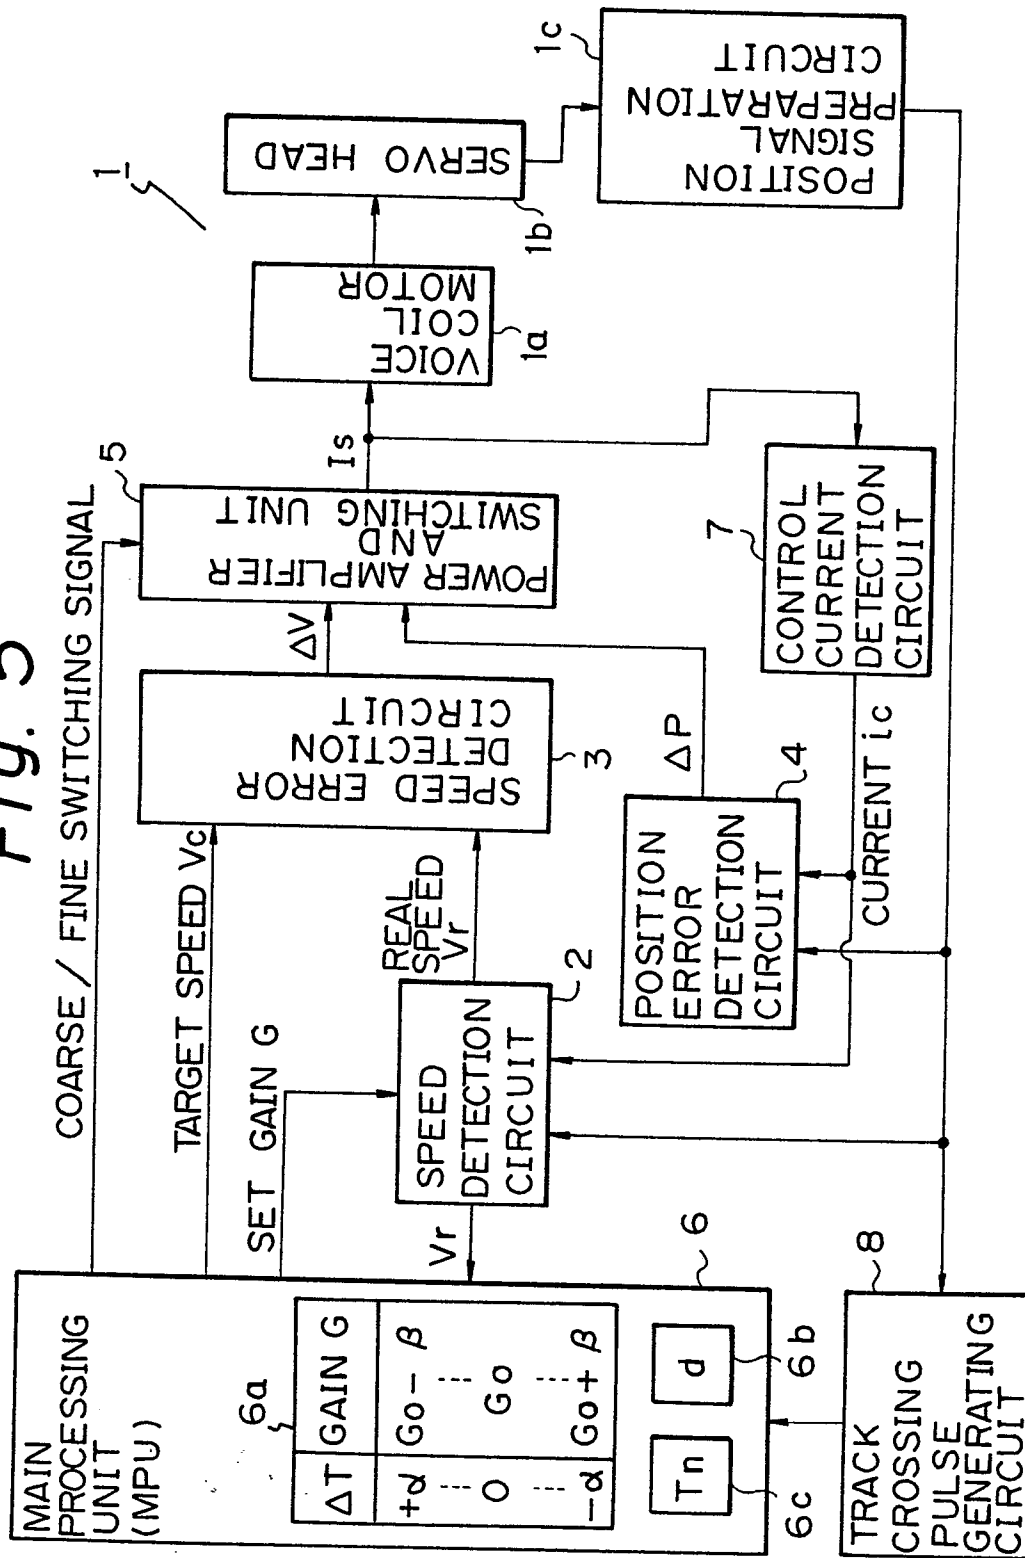 Fig. 5
COARSE / FINE SWITCHING SIGNAL
TARGET SPEED Vc
SET GAIN G
MAIN
PROCESSING
UNIT
(MPU)
6a
ΔT GAIN G
+α Go- β
O Go
-α Go+ β
Tn
6c
d
6b
6
Vr
SPEED
DETECTION
CIRCUIT
2
REAL
SPEED
Vr
SPEED ERROR
DETECTION
CIRCUIT
3
ΔV
POWER AMPLIFIER
AND
SWITCHING UNIT
5
Is
VOICE
COIL
MOTOR
1a
SERVO HEAD
1b
1
POSITION
SIGNAL
PREPARATION
CIRCUIT
1c
POSITION
ERROR
DETECTION
CIRCUIT
4
ΔP
CONTROL
CURRENT
DETECTION
CIRCUIT
7
CURRENT ic
TRACK
CROSSING
PULSE
GENERATING
CIRCUIT
8